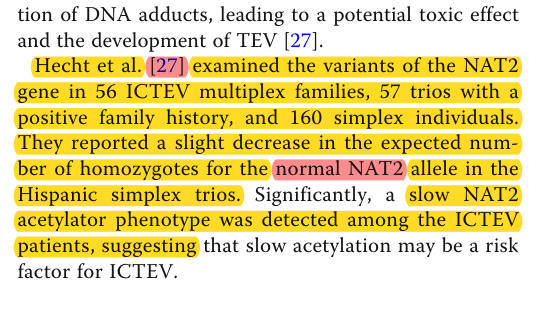 tion of DNA adducts, leading to a potential toxic effect
and the development of TEV [27].
Hecht et al. [27] examined the variants of the NAT2
gene in 56 ICTEV multiplex families, 57 trios with a
positive family history, and 160 simplex individuals.
They reported a slight decrease in the expected num-
ber of homozygotes for the normal NAT2 allele in the
Hispanic simplex trios. Significantly, a slow NAT2
acetylator phenotype was detected among the ICTEV
patients, suggesting that slow acetylation may be a risk
factor for ICTEV.